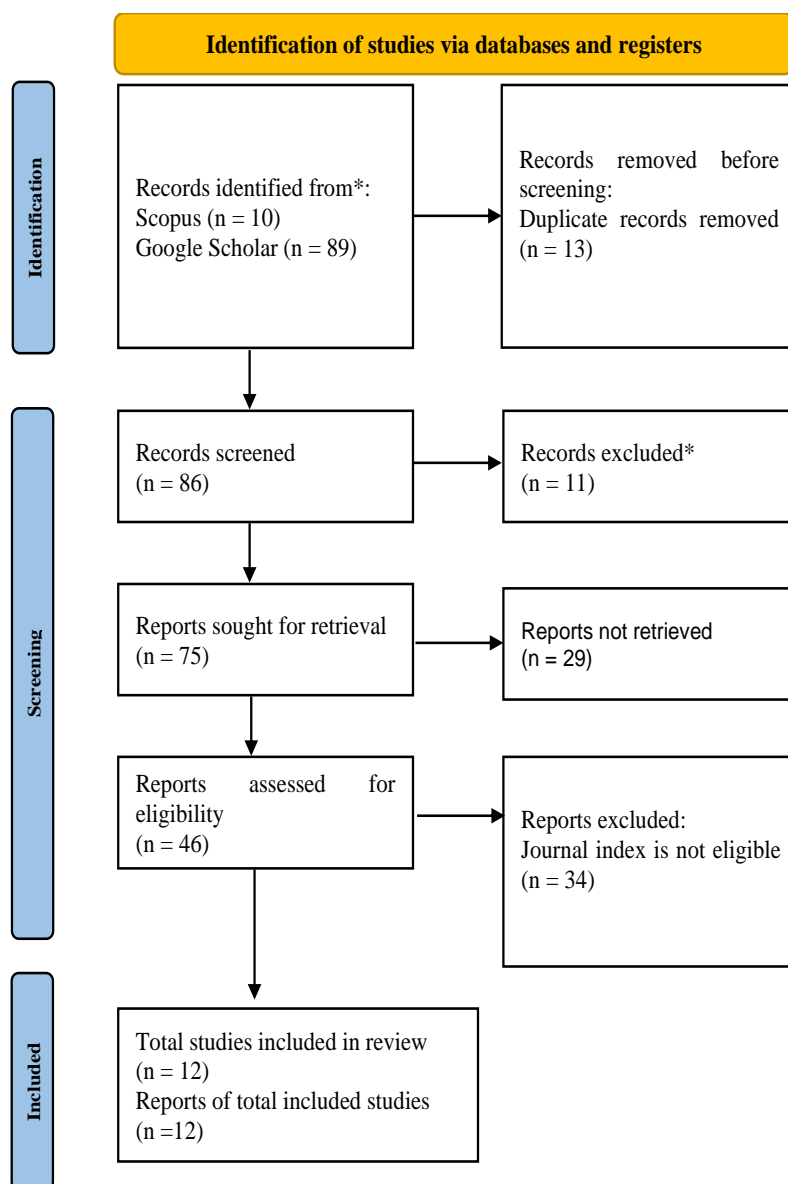 Identification of studies via databases and registers
Identification
Records identified from*:
Scopus (n = 10)
Google Scholar (n = 89)
Records removed before
screening:
Duplicate records removed
(n = 13)
Screening
Records screened
(n = 86)
Records excluded*
(n = 11)
Reports sought for retrieval
(n = 75)
Reports not retrieved
(n = 29)
Reports assessed for
eligibility
(n = 46)
Reports excluded:
Journal index is not eligible
(n = 34)
Included
Total studies included in review
(n = 12)
Reports of total included studies
(n =12)